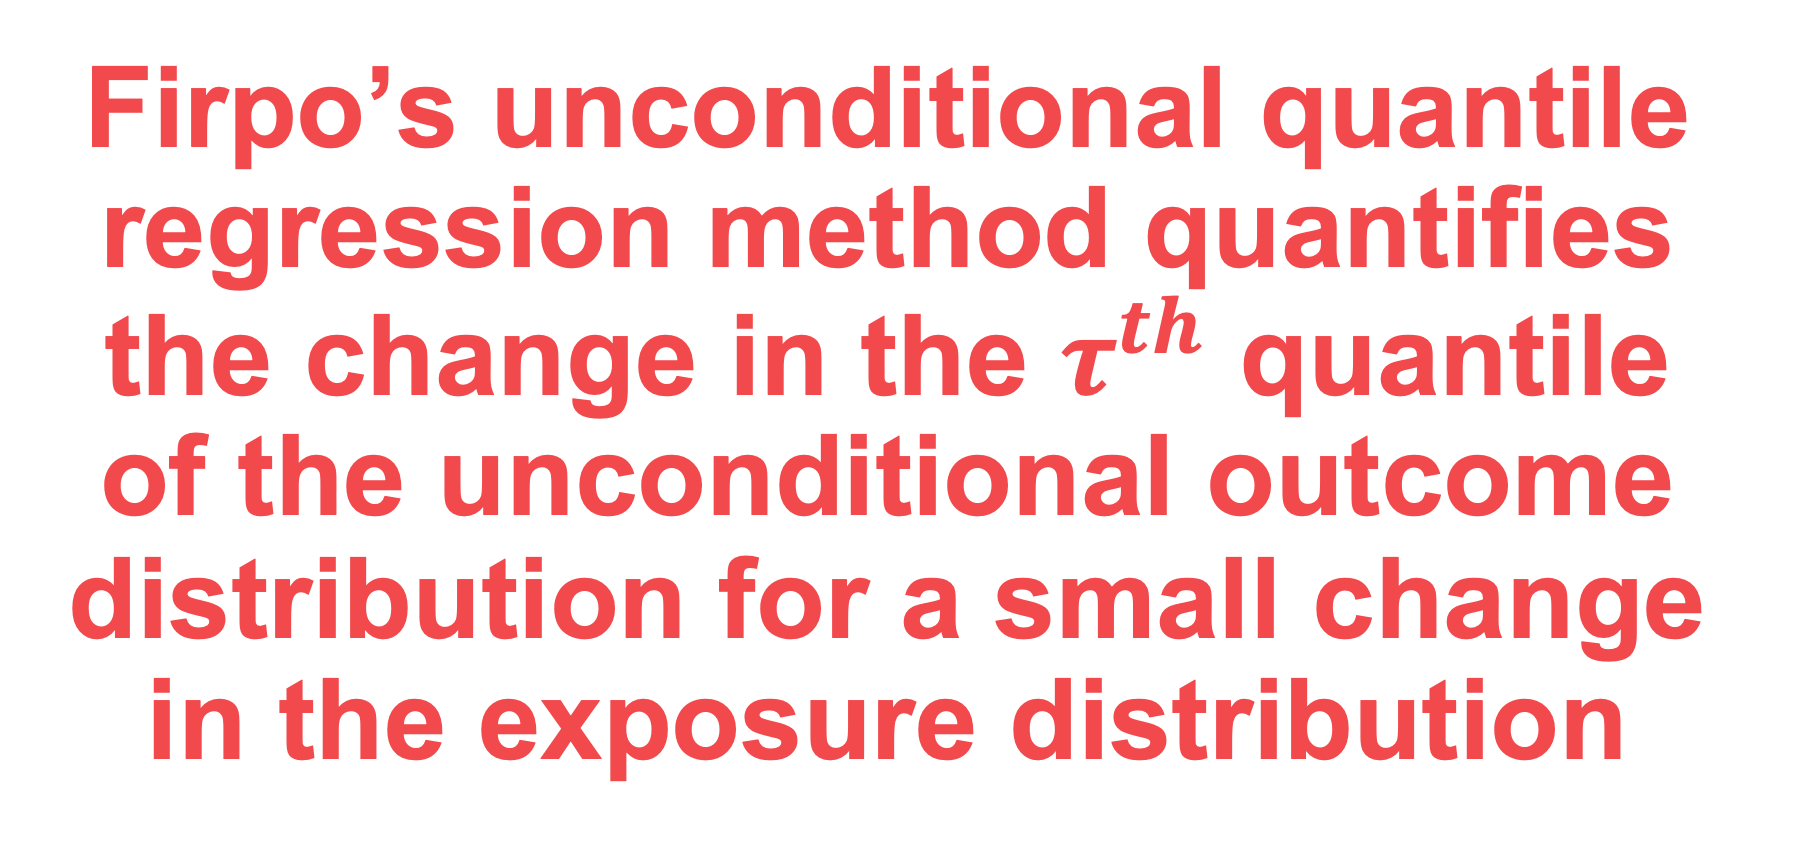 Firpo’s unconditional quantile
regression method quantifies
the change in the τ^th quantile
of the unconditional outcome
distribution for a small change
in the exposure distribution